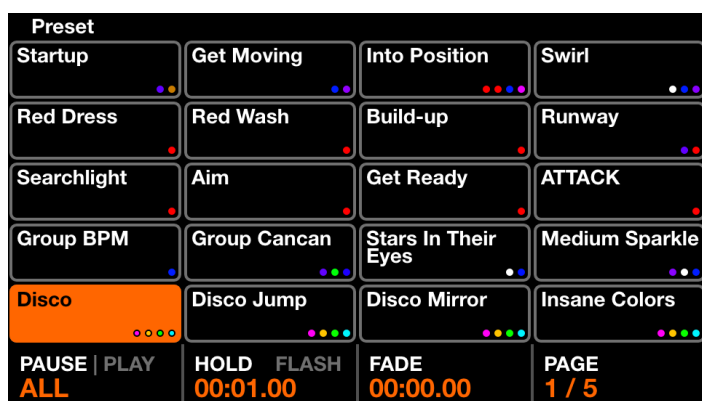 Preset
Startup
Get Moving
Into Position
Swirl
Red Dress
Red Wash
Build-up
Runway
Searchlight
Aim
Get Ready
ATTACK
Group BPM
Group Cancan
Stars In Their
Eyes
Medium Sparkle
Disco
Disco Jump
Disco Mirror
Insane Colors
PAUSE | PLAY
ALL
HOLD FLASH
00:01.00
FADE
00:00.00
PAGE
1 / 5